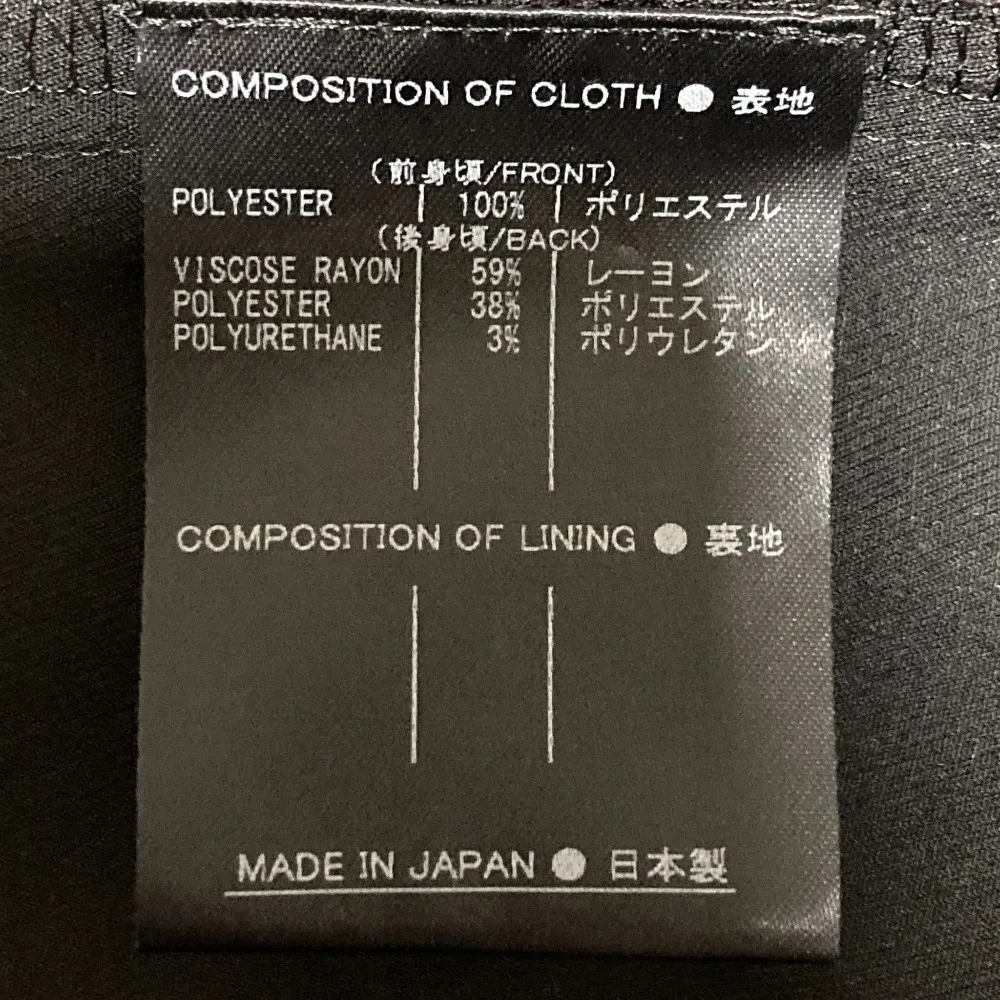 COMPOSITION OF CLOTH ● 表地
(前身頃/FRONT)
POLYESTER | 100% | ポリエステル
(後身頃/BACK)
VISCOSE RAYON | 59% | レーヨン
POLYESTER | 38% | ポリエステル
POLYURETHANE | 3% | ポリウレタン
COMPOSITION OF LINING ● 裏地
MADE IN JAPAN ● 日本製